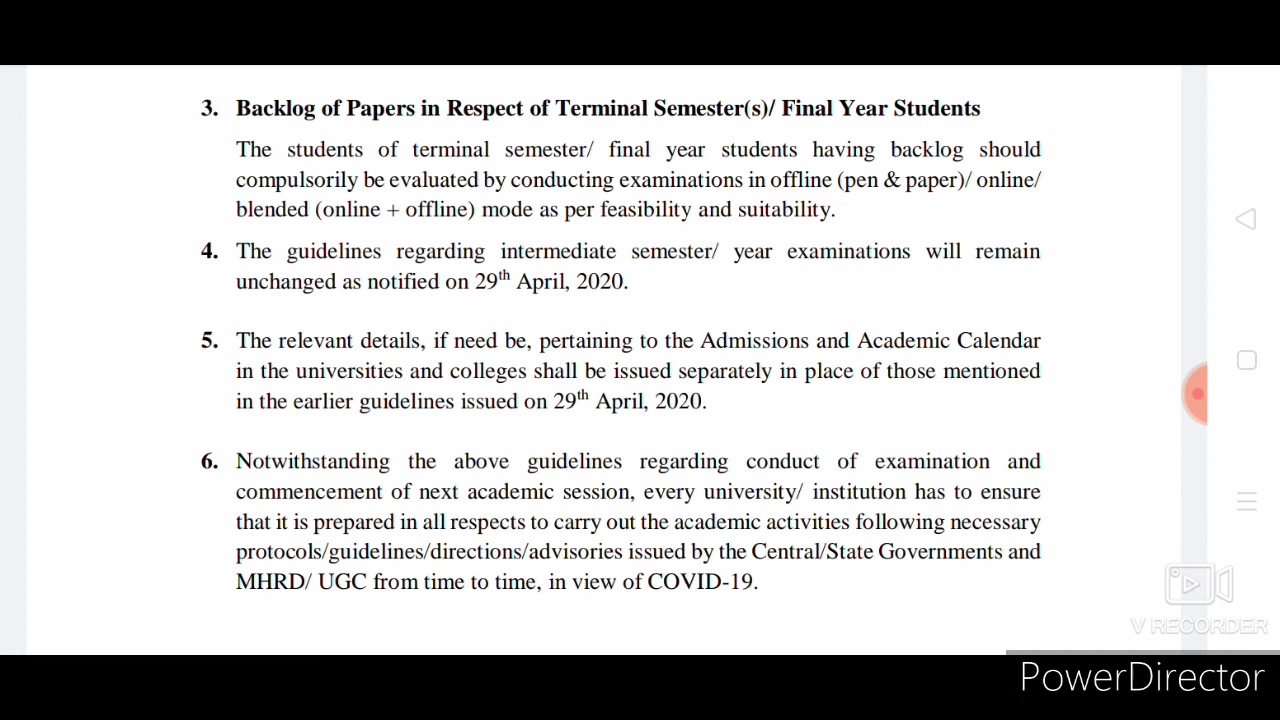 3. Backlog of Papers in Respect of Terminal Semester(s)/ Final Year Students
The students of terminal semester/ final year students having backlog should
compulsorily be evaluated by conducting examinations in offline (pen & paper)/ online/
blended (online + offline) mode as per feasibility and suitability.
4. The guidelines regarding intermediate semester/ year examinations will remain
unchanged as notified on 29th April, 2020.
5. The relevant details, if need be, pertaining to the Admissions and Academic Calendar
in the universities and colleges shall be issued separately in place of those mentioned
in the earlier guidelines issued on 29th April, 2020.
6. Notwithstanding the above guidelines regarding conduct of examination and
commencement of next academic session, every university/ institution has to ensure
that it is prepared in all respects to carry out the academic activities following necessary
protocols/guidelines/directions/advisories issued by the Central/State Governments and
MHRD/ UGC from time to time, in view of COVID-19.
V RECORDER
PowerDirector